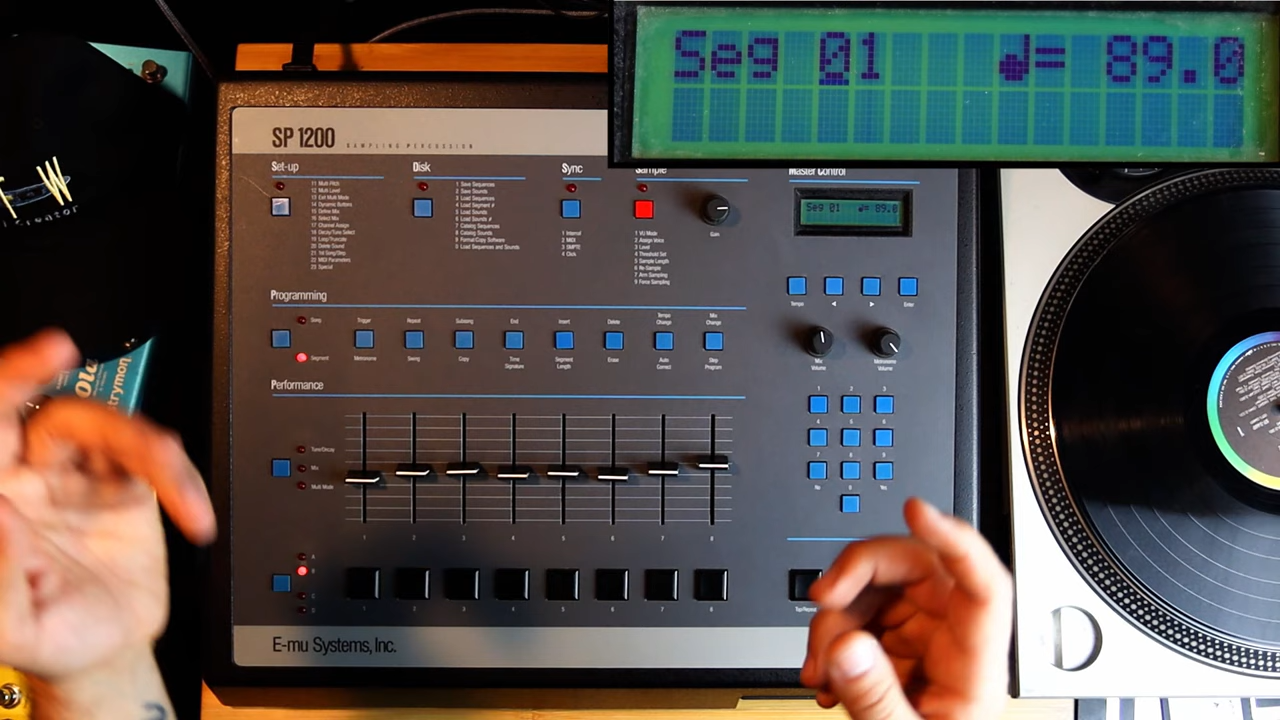 Seg 01 ♩= 89.0
SP 1200 SAMPLING PERCUSSION
Set-up
11 Multi Pitch
12 Multi Level
13 Exit Multi Mode
14 Dynamic Buttons
15 Define Mix
16 Select Mix
17 Channel Assign
18 Decay/Tune Select
19 Loop/Truncate
20 Delete Sound
22 MIDI Parameters
23 Special
Disk
1 Save Sequences
2 Save Sounds
3 Load Sequences
4 Load Segment #
5 Load Sounds
6 Load Sounds #
7 Catalog Sequences
8 Catalog Sounds
9 Format/Copy Software
0 Load Sequences and Sounds
Sync
1 Internal
2 MIDI
3 SMPTE
4 Click
Sample
1 VU Mode
2 Assign Voice
3 Level
4 Threshold Set
5 Sample Length
6 Re-Sample
7 Arm Sampling
9 Force Sampling
Gain
Master Control
Seg 01 ♩= 89.0
Tempo
Enter
Mix Volume
Metronome Volume
1 2 3
4 5 6
7 8 9
No 0 Yes
Programming
Song
Segment
Trigger Repeat Subsong End Insert Delete Tempo Change Mix Change
Metronome Swing Copy Time Signature Segment Length Erase Auto Correct Step Program
Performance
Tune/Decay
Mix
Multi Mode
1 2 3 4 5 6 7 8
A
B
C
D
1 2 3 4 5 6 7 8
E-mu Systems, Inc.
Old
strymon